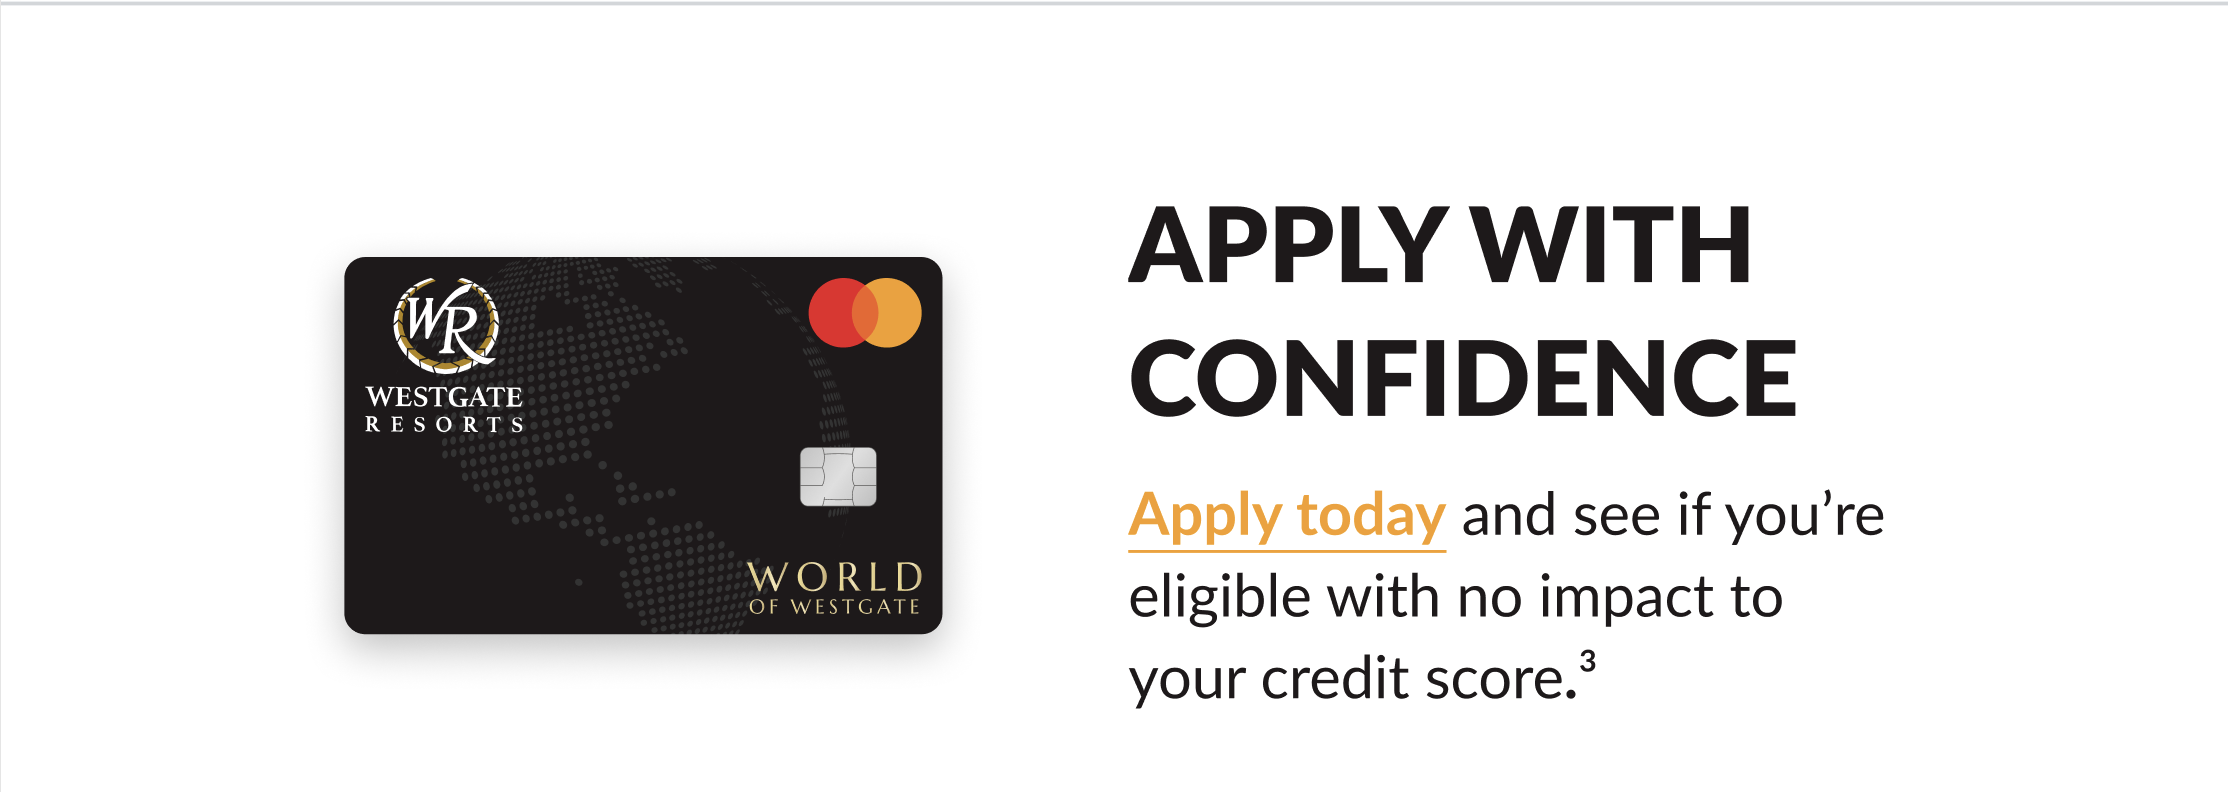 WR
WESTGATE
RESORTS
WORLD
OF WESTGATE
APPLY WITH
CONFIDENCE
Apply today and see if you’re
eligible with no impact to
your credit score.³